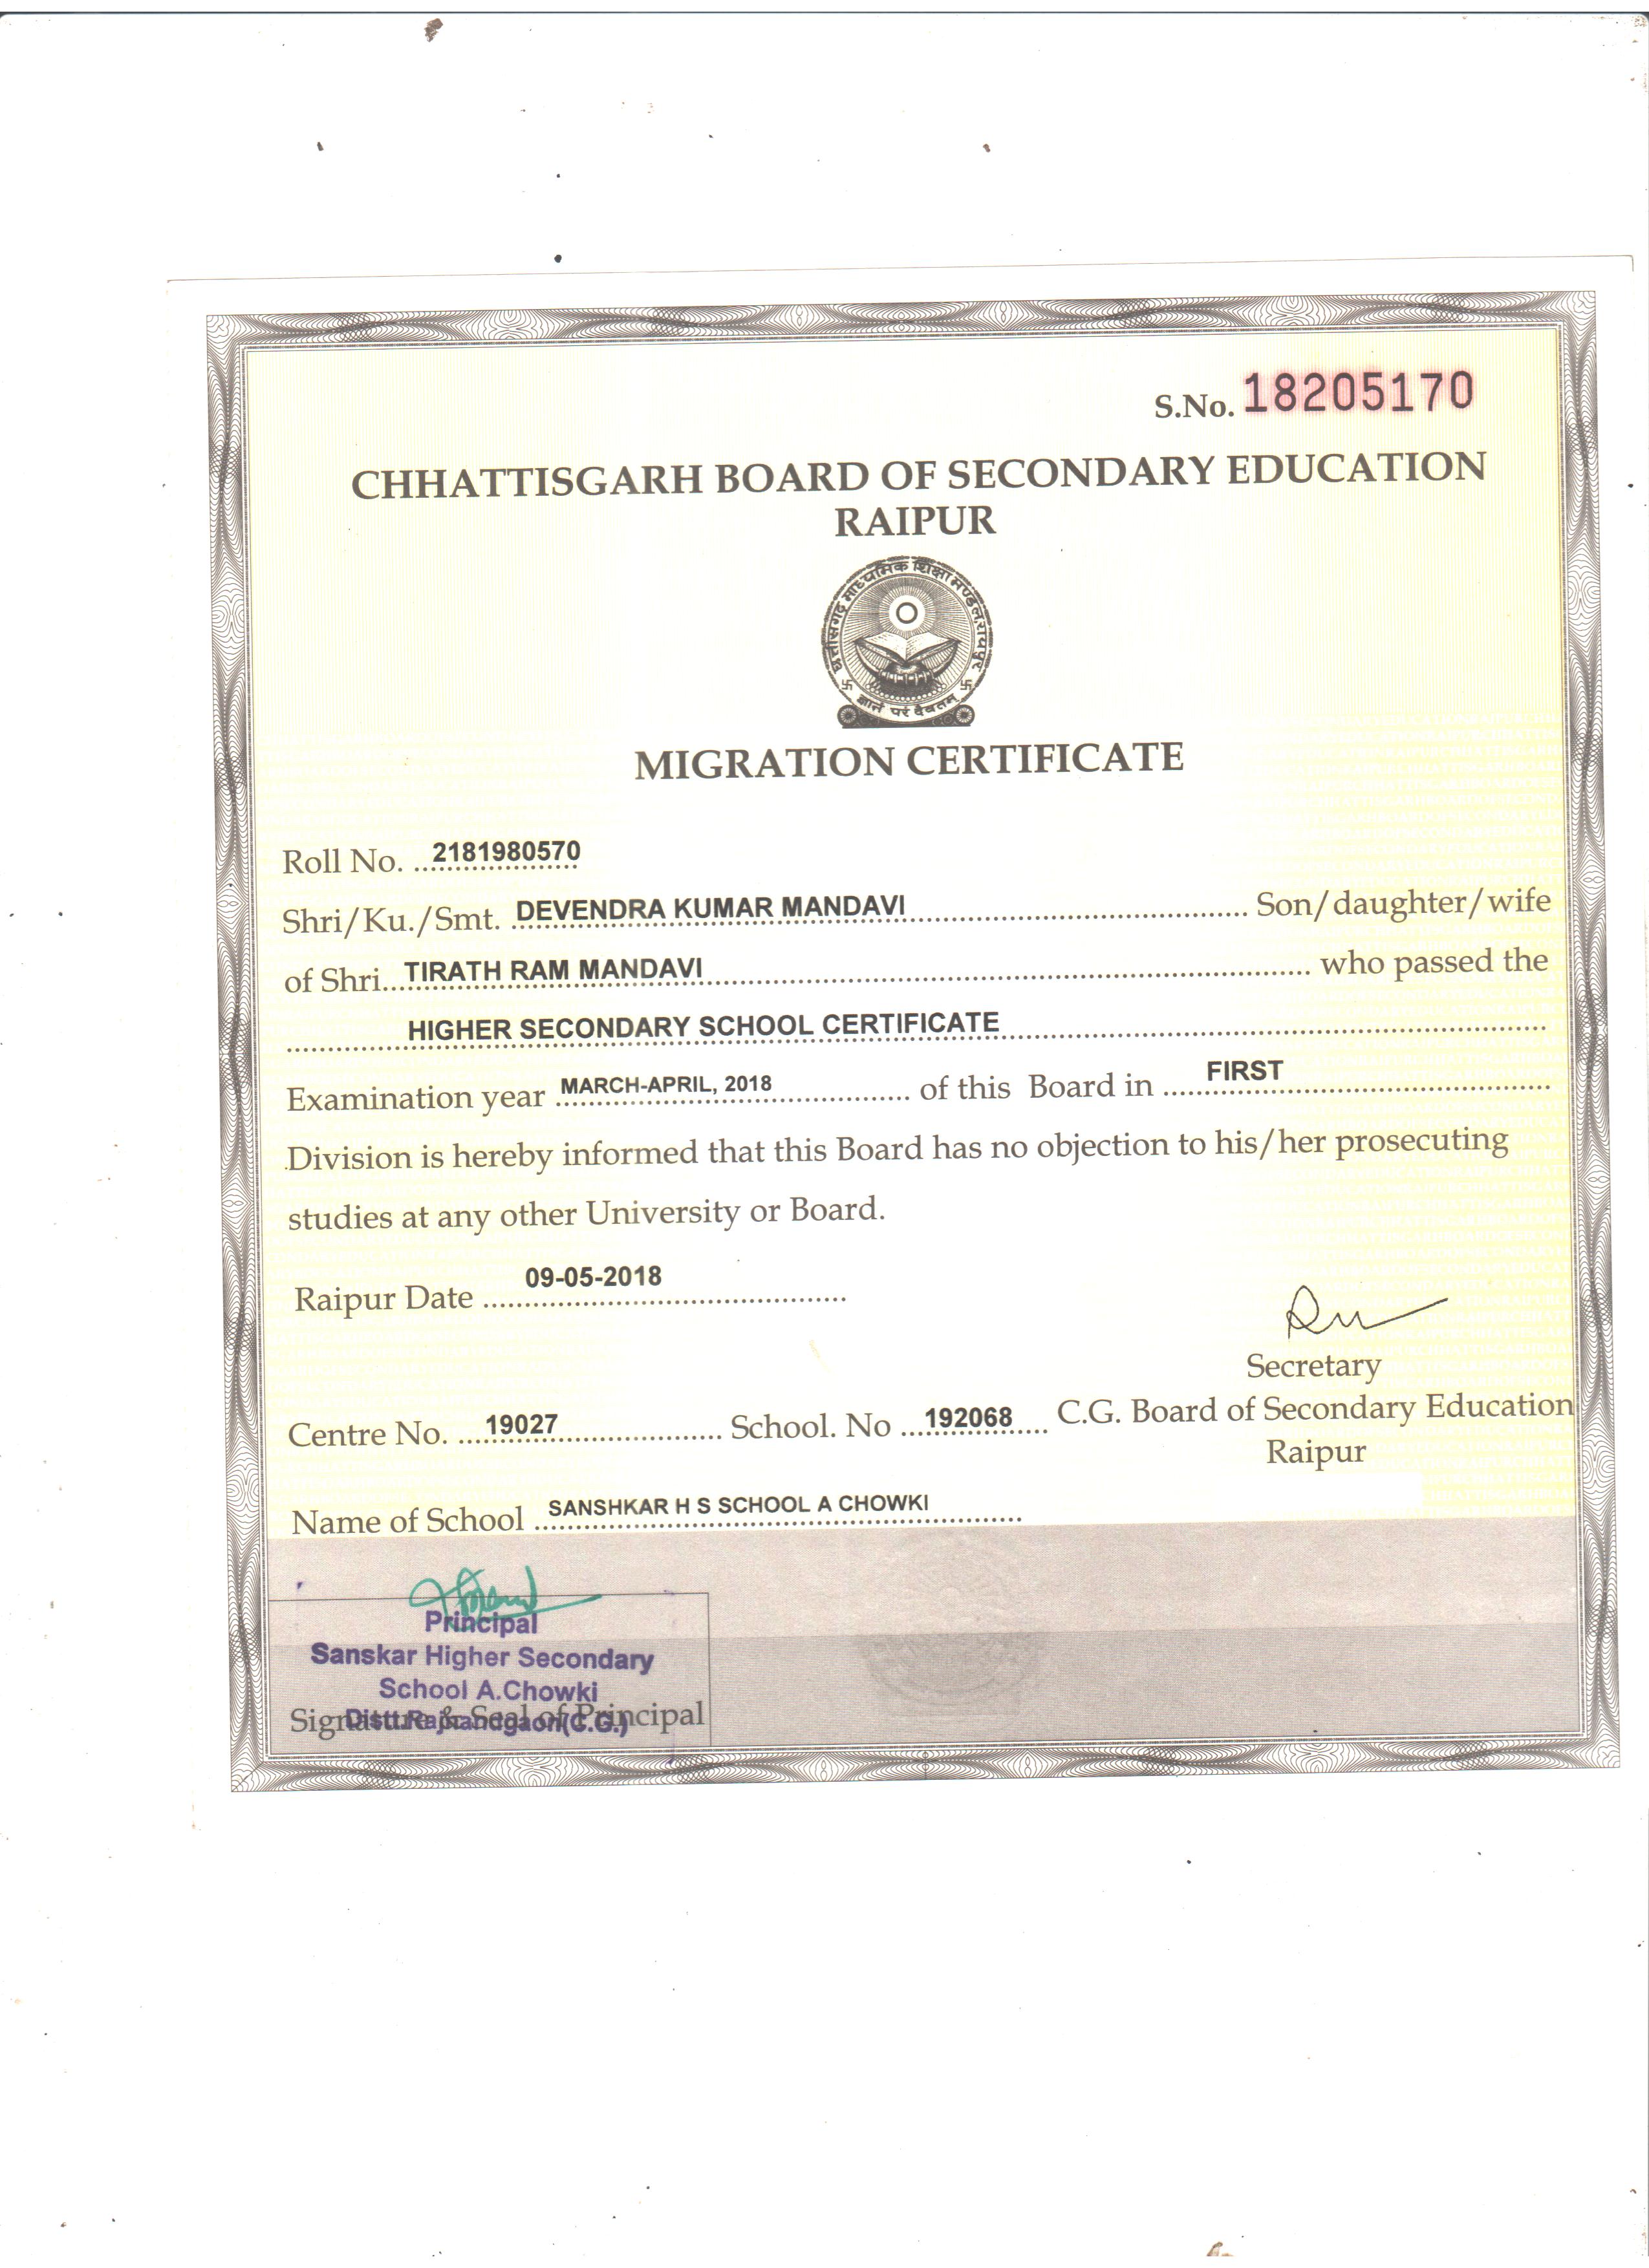 S.No. 18205170
CHHATTISGARH BOARD OF SECONDARY EDUCATION
RAIPUR
छत्तीसगढ़ माध्यमिक शिक्षा मण्डल, रायपुर
ज्ञानं परं दैवतम्
MIGRATION CERTIFICATE
Roll No. ..2181980570
Shri/Ku./Smt. DEVENDRA KUMAR MANDAVI Son/daughter/wife
of Shri... TIRATH RAM MANDAVI who passed the
HIGHER SECONDARY SCHOOL CERTIFICATE
Examination year MARCH-APRIL, 2018 of this Board in FIRST
Division is hereby informed that this Board has no objection to his/her prosecuting
studies at any other University or Board.
Raipur Date 09-05-2018
Secretary
Centre No. 19027 School. No 192068 C.G. Board of Secondary Education
Raipur
Name of School SANSHKAR H S SCHOOL A CHOWKI
Principal
Sanskar Higher Secondary
School A.Chowki
Distt.Rajnandgaon(C.G.)
Signature & Seal of Principal